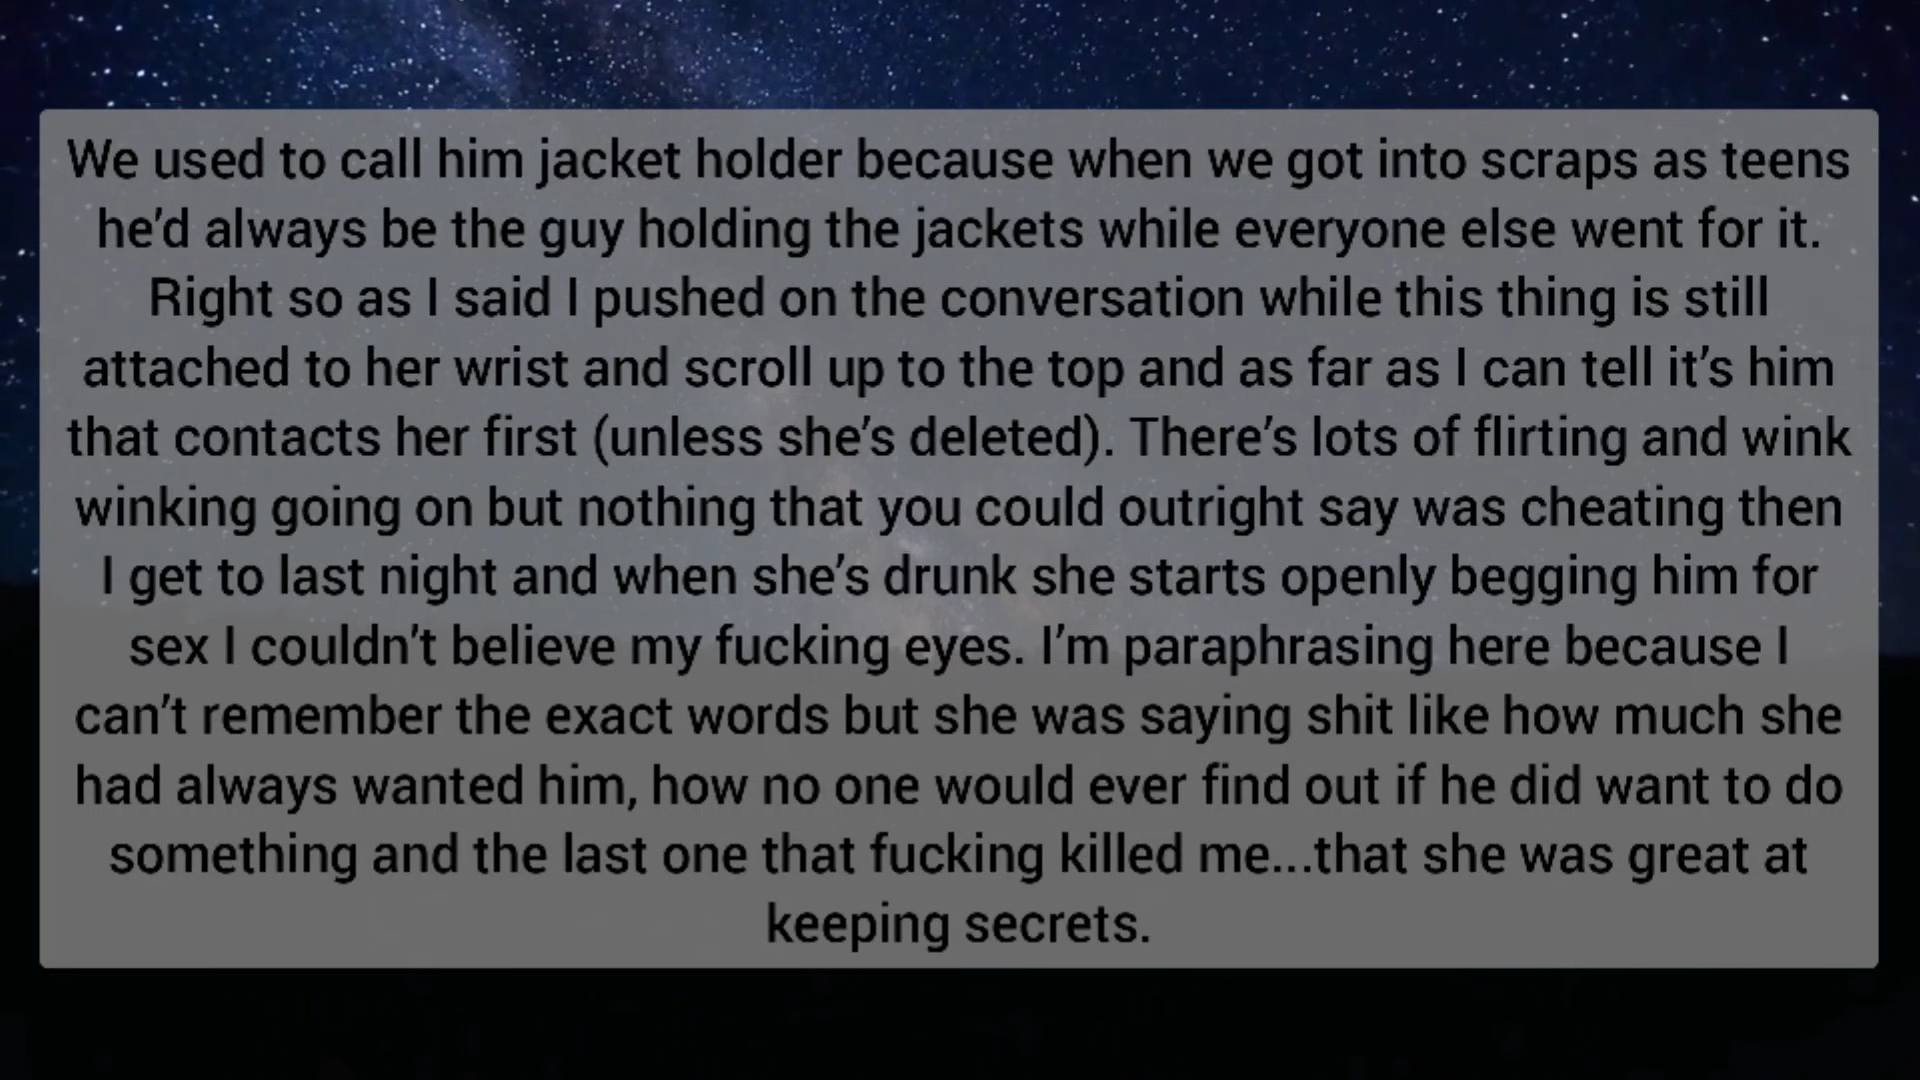 We used to call him jacket holder because when we got into scraps as teens
he’d always be the guy holding the jackets while everyone else went for it.
Right so as I said I pushed on the conversation while this thing is still
attached to her wrist and scroll up to the top and as far as I can tell it’s him
that contacts her first (unless she’s deleted). There’s lots of flirting and wink
winking going on but nothing that you could outright say was cheating then
I get to last night and when she’s drunk she starts openly begging him for
sex I couldn’t believe my fucking eyes. I’m paraphrasing here because I
can’t remember the exact words but she was saying shit like how much she
had always wanted him, how no one would ever find out if he did want to do
something and the last one that fucking killed me...that she was great at
keeping secrets.